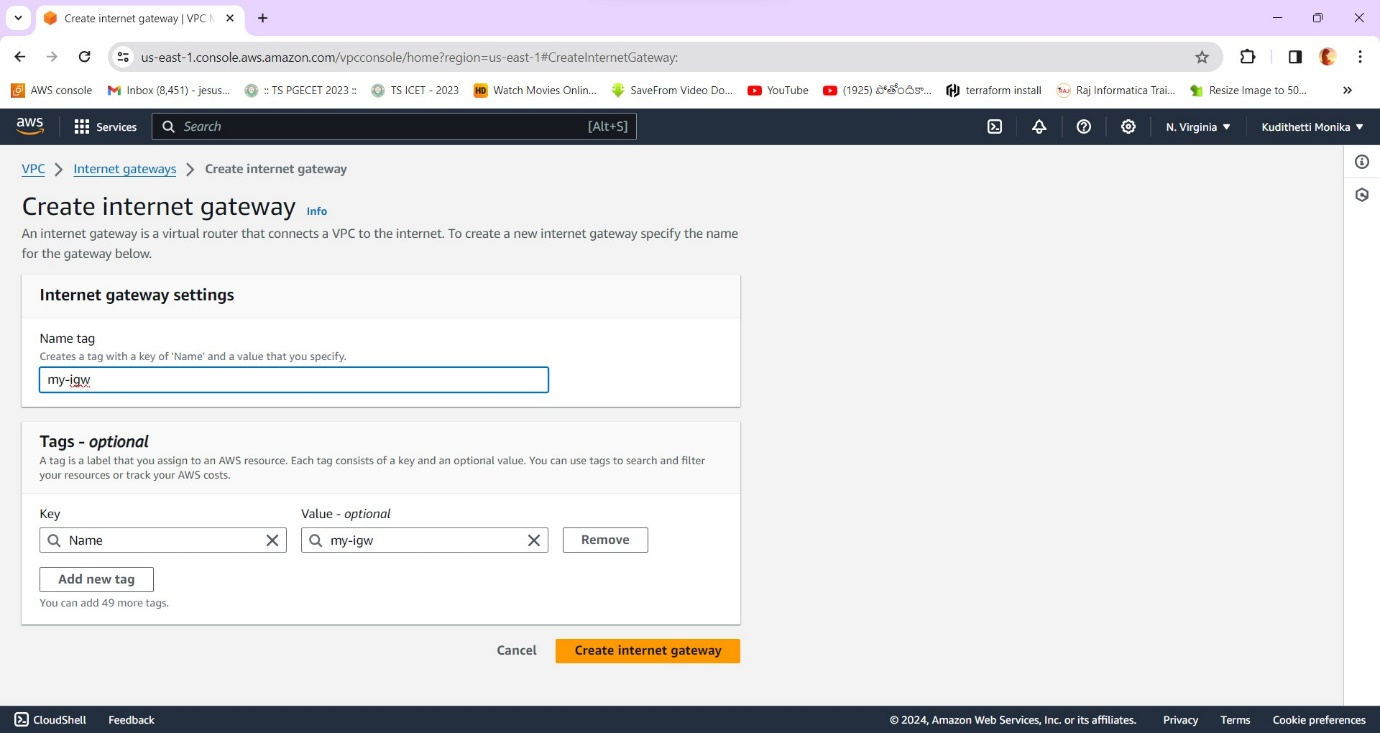 Create internet gateway | VPC
us-east-1.console.aws.amazon.com/vpcconsole/home?region=us-east-1#CreateInternetGateway:
AWS console
Inbox (8,451) - jesus...
:: TS PGECET 2023 ::
TS ICET - 2023
HD
Watch Movies Onlin...
SaveFrom Video Do...
YouTube
(1925)
terraform install
Raj Informatica Trai...
Resize Image to 50...
»
aws
Services
Search
[Alt+S]
N. Virginia
Kudithetti Monika
VPC
Internet gateways
Create internet gateway
Create internet gateway
Info
An internet gateway is a virtual router that connects a VPC to the internet. To create a new internet gateway specify the name
for the gateway below.
Internet gateway settings
Name tag
Creates a tag with a key of 'Name' and a value that you specify.
my-igw
Tags - optional
A tag is a label that you assign to an AWS resource. Each tag consists of a key and an optional value. You can use tags to search and filter
your resources or track your AWS costs.
Key
Value - optional
Name
my-igw
Remove
Add new tag
You can add 49 more tags.
Cancel
Create internet gateway
CloudShell
Feedback
© 2024, Amazon Web Services, Inc. or its affiliates.
Privacy
Terms
Cookie preferences